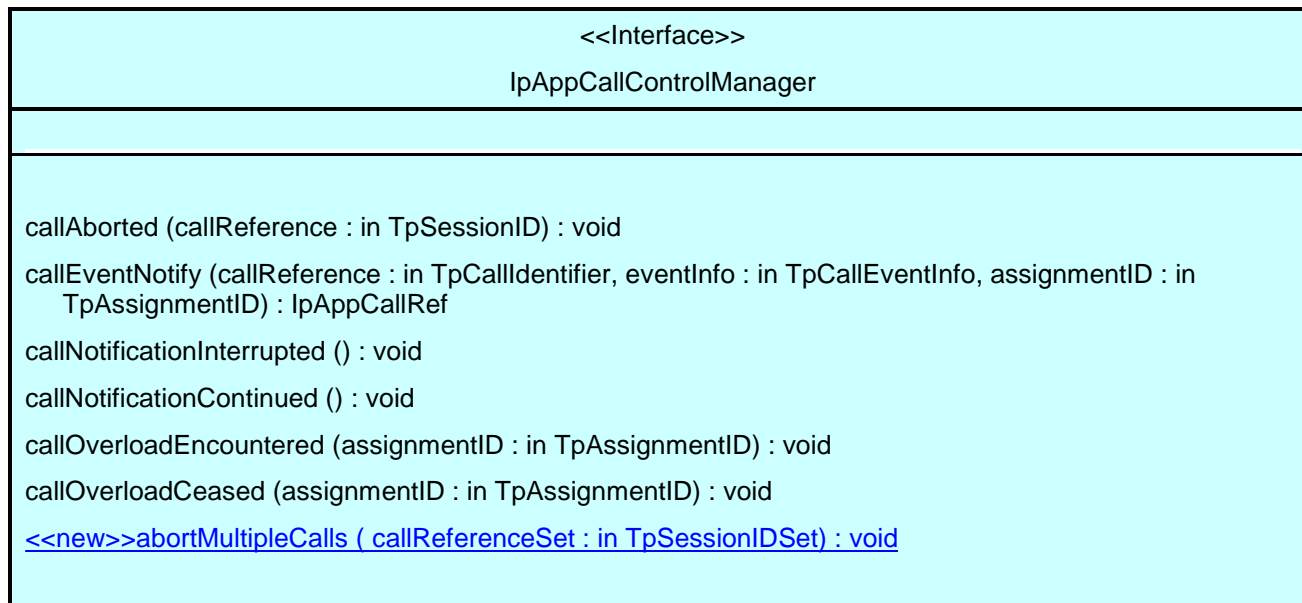 <<Interface>>
IpAppCallControlManager
callAborted (callReference : in TpSessionID) : void
callEventNotify (callReference : in TpCallIdentifier, eventInfo : in TpCallEventInfo, assignmentID : in
TpAssignmentID) : IpAppCallRef
callNotificationInterrupted () : void
callNotificationContinued () : void
callOverloadEncountered (assignmentID : in TpAssignmentID) : void
callOverloadCeased (assignmentID : in TpAssignmentID) : void
<<new>>abortMultipleCalls ( callReferenceSet : in TpSessionIDSet) : void